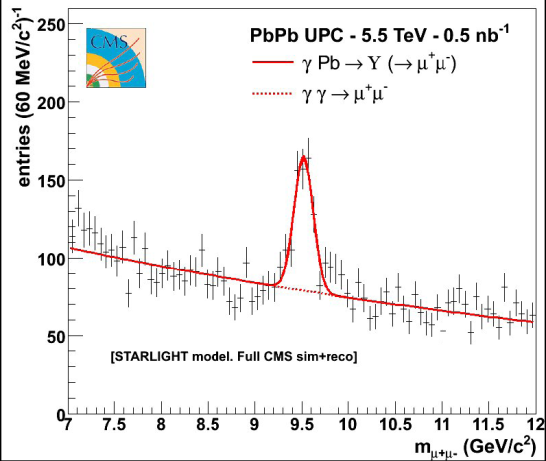 entries (60 MeV/c²)⁻¹
250
200
150
100
50
0
CMS
PbPb UPC - 5.5 TeV - 0.5 nb⁻¹
γ Pb → Υ (→ μ⁺μ⁻)
γ γ → μ⁺μ⁻
[STARLIGHT model. Full CMS sim+reco]
7 7.5 8 8.5 9 9.5 10 10.5 11 11.5 12
m μ+μ- (GeV/c²)